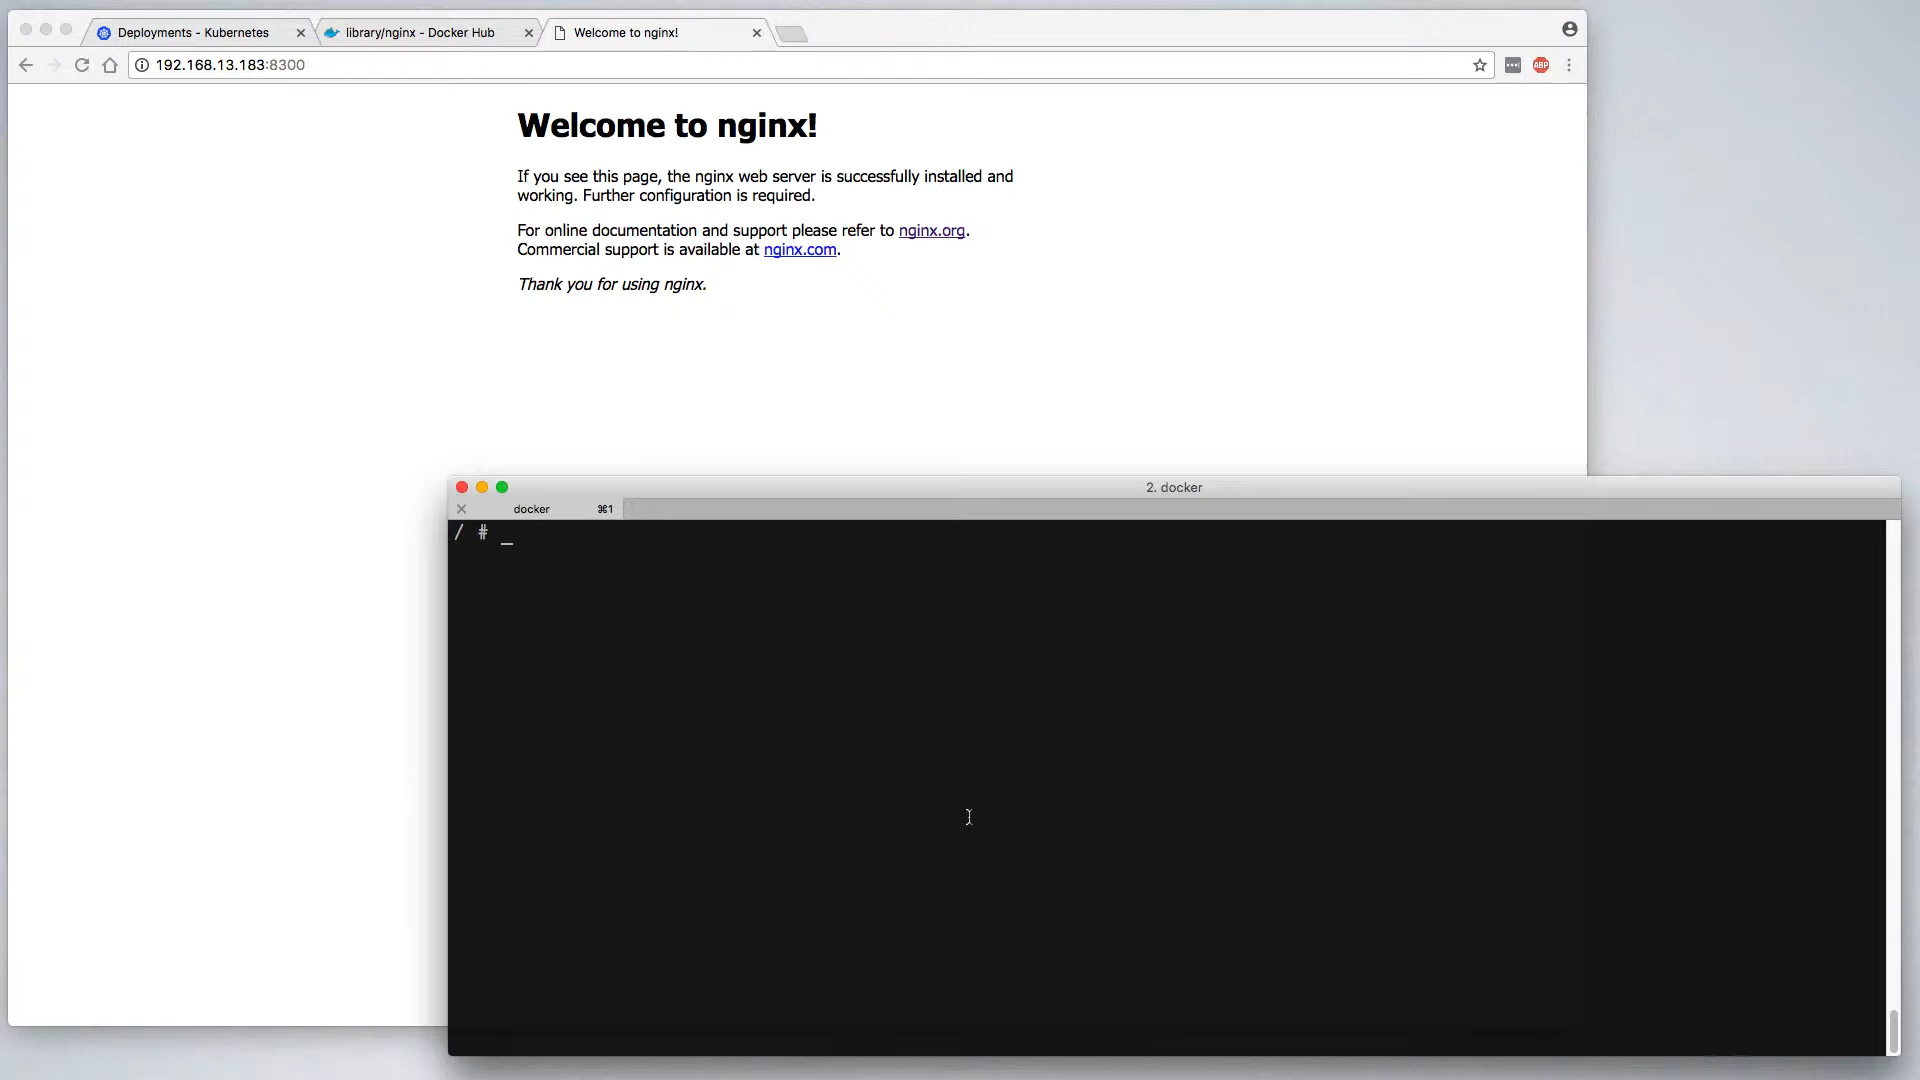 Deployments - Kubernetes
library/nginx - Docker Hub
Welcome to nginx!
192.168.13.183:8300
ABP
Welcome to nginx!
If you see this page, the nginx web server is successfully installed and
working. Further configuration is required.
For online documentation and support please refer to nginx.org.
Commercial support is available at nginx.com.
Thank you for using nginx.
2. docker
docker ⌘1
/ # _